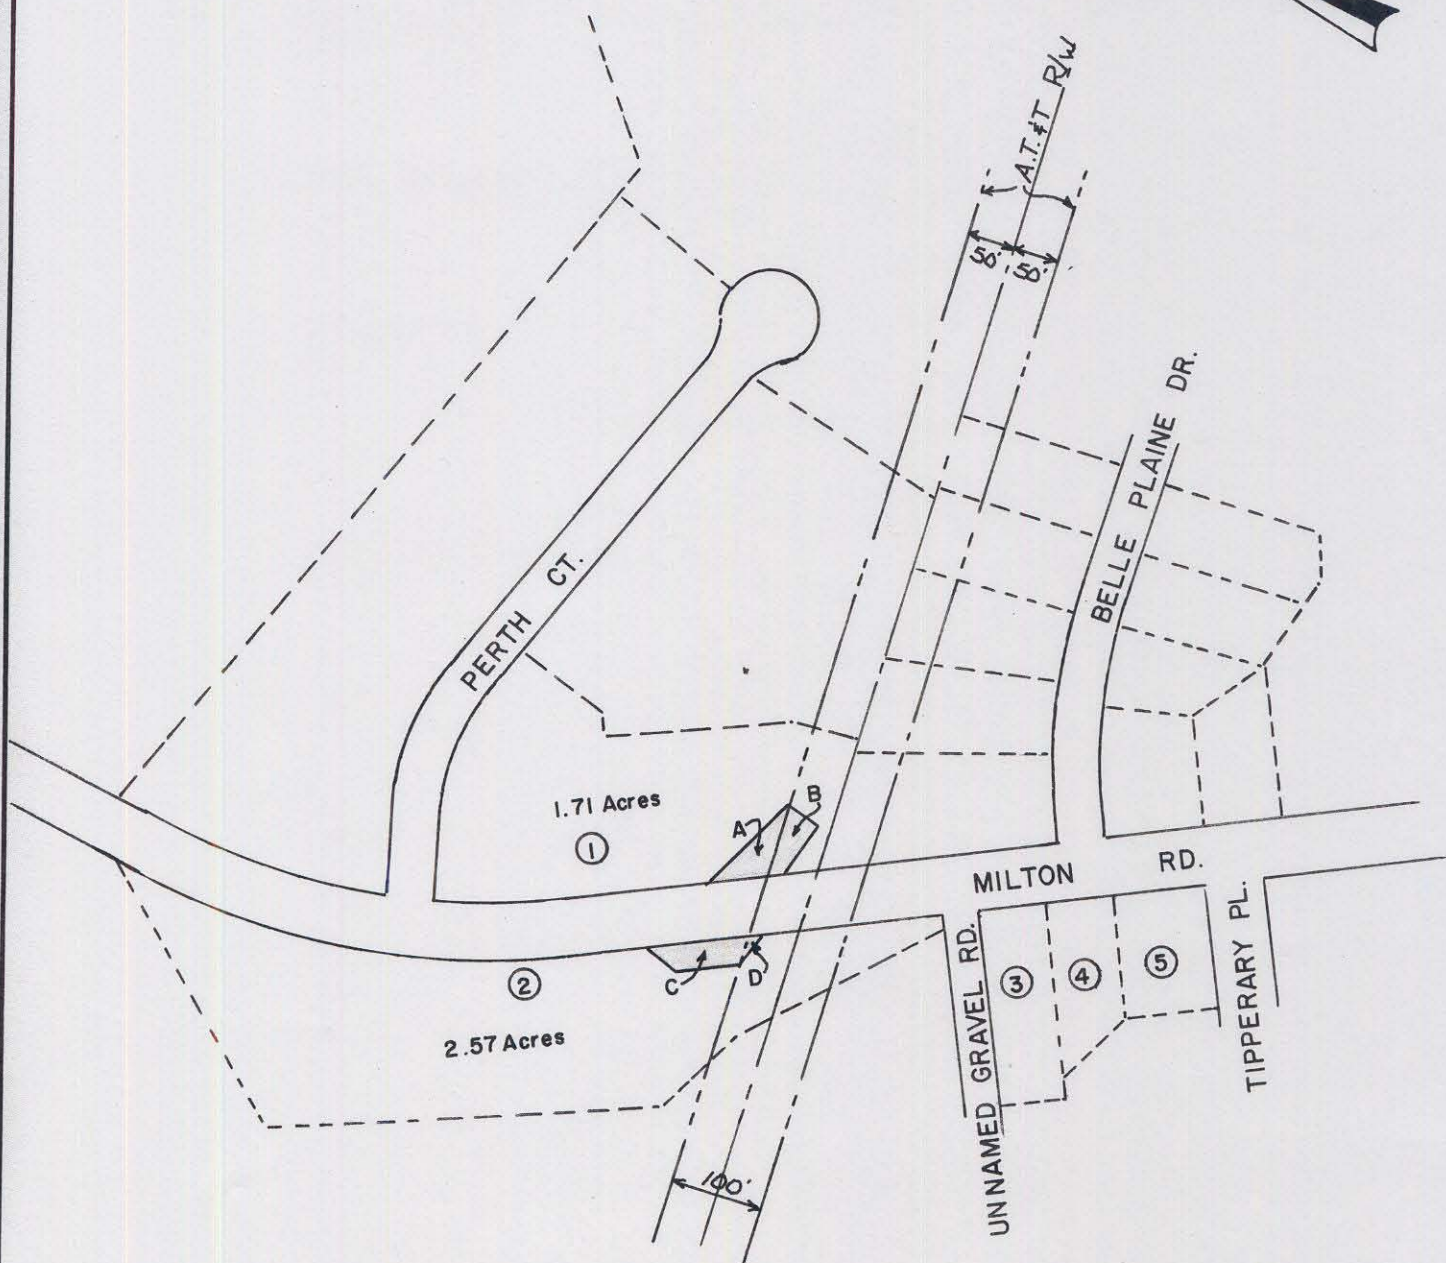 A.T.&T R/W
50' 50'
BELLE PLAINE DR.
PERTH CT.
1.71 Acres
①
A
B
MILTON RD.
C
D
②
2.57 Acres
③
④
⑤
UNNAMED GRAVEL RD.
TIPPERARY PL.
100'